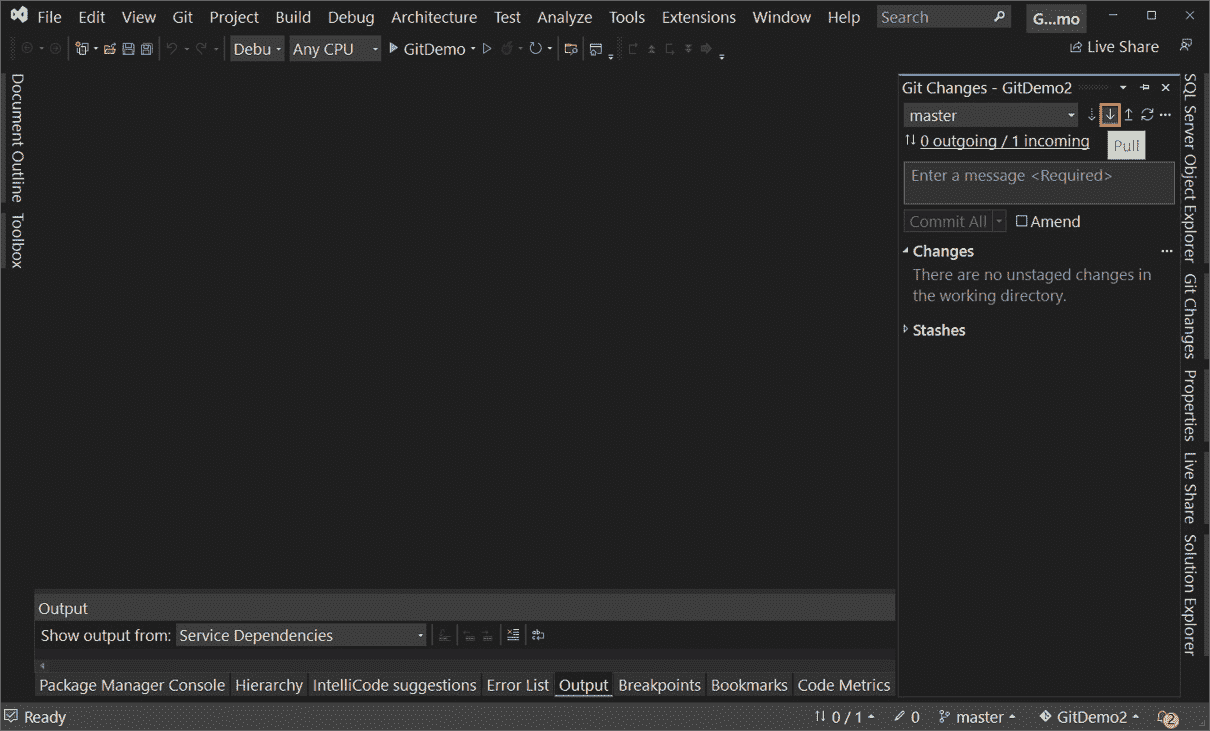 File Edit View Git Project Build Debug Architecture Test Analyze Tools Extensions Window Help Search G...mo
Debu Any CPU GitDemo Live Share
Document Outline
Toolbox
Git Changes - GitDemo2
master
0 outgoing / 1 incoming
Pull
Enter a message <Required>
Commit All Amend
Changes
There are no unstaged changes in
the working directory.
Stashes
SQL Server Object Explorer
Git Changes
Properties
Live Share
Solution Explorer
Output
Show output from: Service Dependencies
Package Manager Console Hierarchy IntelliCode suggestions Error List Output Breakpoints Bookmarks Code Metrics
Ready 0 / 1 0 master GitDemo2 2